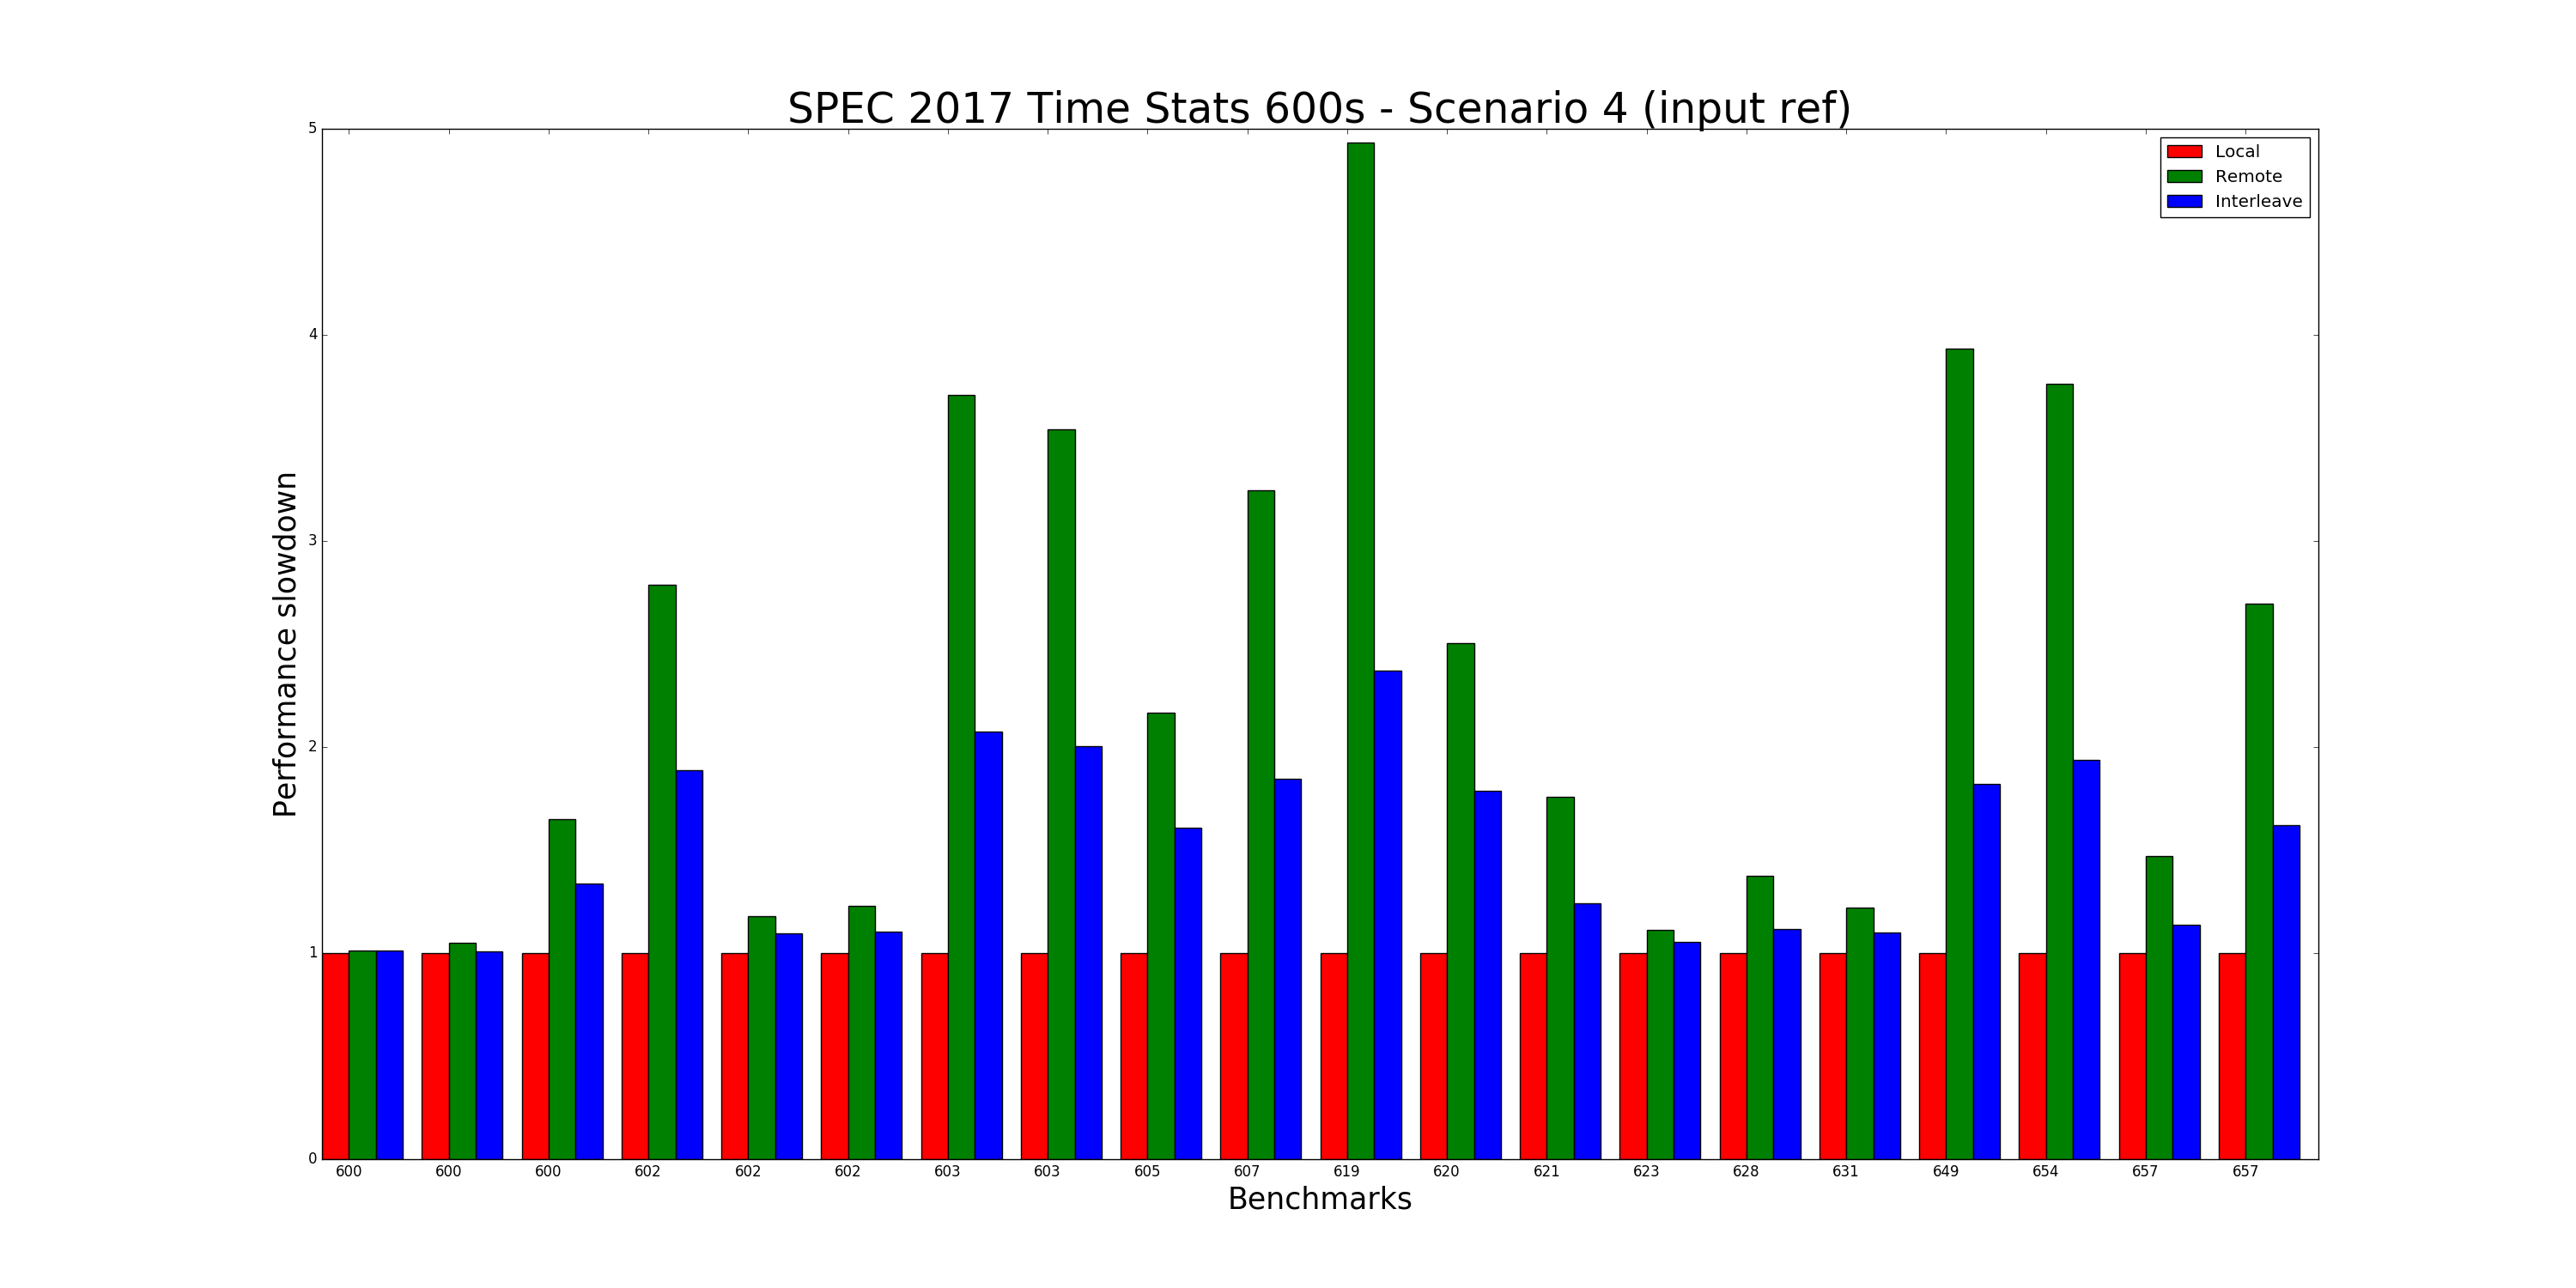 SPEC 2017 Time Stats 600s - Scenario 4 (input ref)
Local
Remote
Interleave
Performance slowdown
5
4
3
2
1
0
600 600 600 602 602 602 603 603 605 607 619 620 621 623 628 631 649 654 657 657
Benchmarks